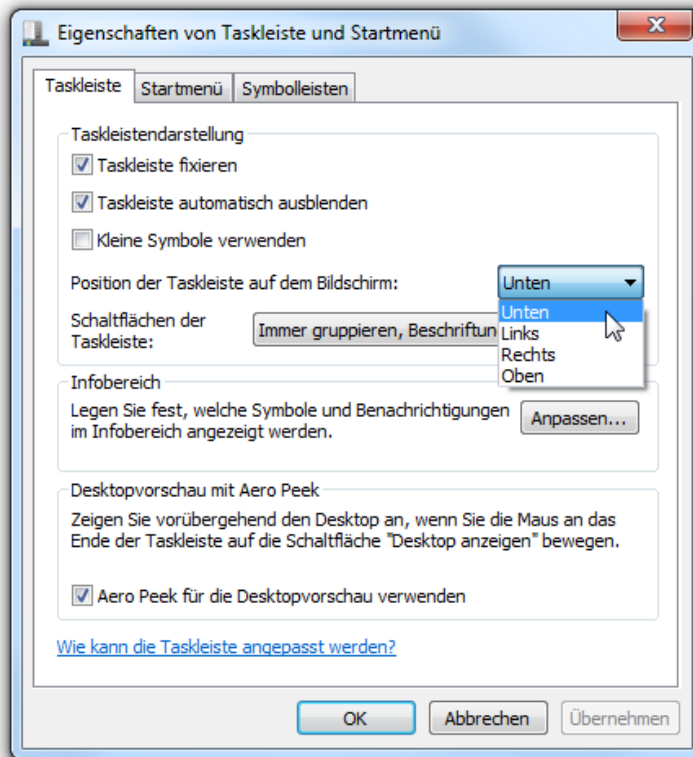 Eigenschaften von Taskleiste und Startmenü
Taskleiste Startmenü Symbolleisten
Taskleistendarstellung
Taskleiste fixieren
Taskleiste automatisch ausblenden
Kleine Symbole verwenden
Position der Taskleiste auf dem Bildschirm: Unten
Unten
Links
Rechts
Oben
Schaltflächen der
Taskleiste:
Immer gruppieren,
Infobereich
Legen Sie fest, welche Symbole und Benachrichtigungen
im Infobereich angezeigt werden.
Anpassen...
Desktopvorschau mit Aero Peek
Zeigen Sie vorübergehend den Desktop an, wenn Sie die Maus an das
Ende der Taskleiste auf die Schaltfläche "Desktop anzeigen" bewegen.
Aero Peek für die Desktopvorschau verwenden
Wie kann die Taskleiste angepasst werden?
OK Abbrechen Übernehmen